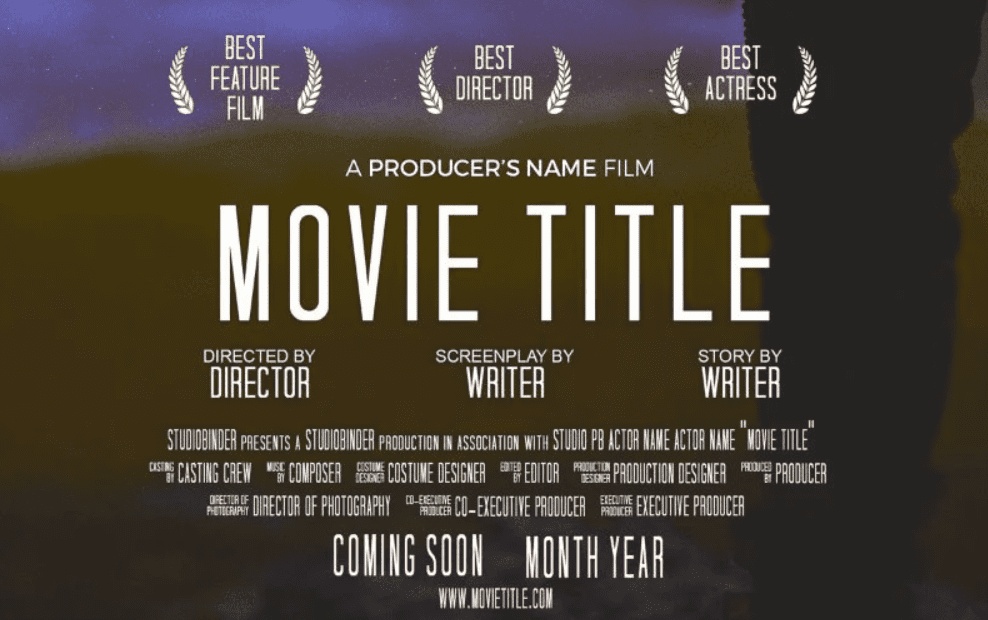 BEST FEATURE FILM
BEST DIRECTOR
BEST ACTRESS
A PRODUCER'S NAME FILM
MOVIE TITLE
DIRECTED BY DIRECTOR
SCREENPLAY BY WRITER
STORY BY WRITER
STUDIOBINDER PRESENTS A STUDIOBINDER PRODUCTION IN ASSOCIATION WITH STUDIO PB ACTOR NAME ACTOR NAME "MOVIE TITLE"
CASTING BY CASTING CREW MUSIC BY COMPOSER COSTUME DESIGNER COSTUME DESIGNER EDITED BY EDITOR PRODUCTION DESIGNER PRODUCTION DESIGNER PRODUCED BY PRODUCER
DIRECTOR OF PHOTOGRAPHY DIRECTOR OF PHOTOGRAPHY CO-EXECUTIVE PRODUCER CO-EXECUTIVE PRODUCER EXECUTIVE PRODUCER EXECUTIVE PRODUCER
COMING SOON MONTH YEAR
WWW.MOVIETITLE.COM